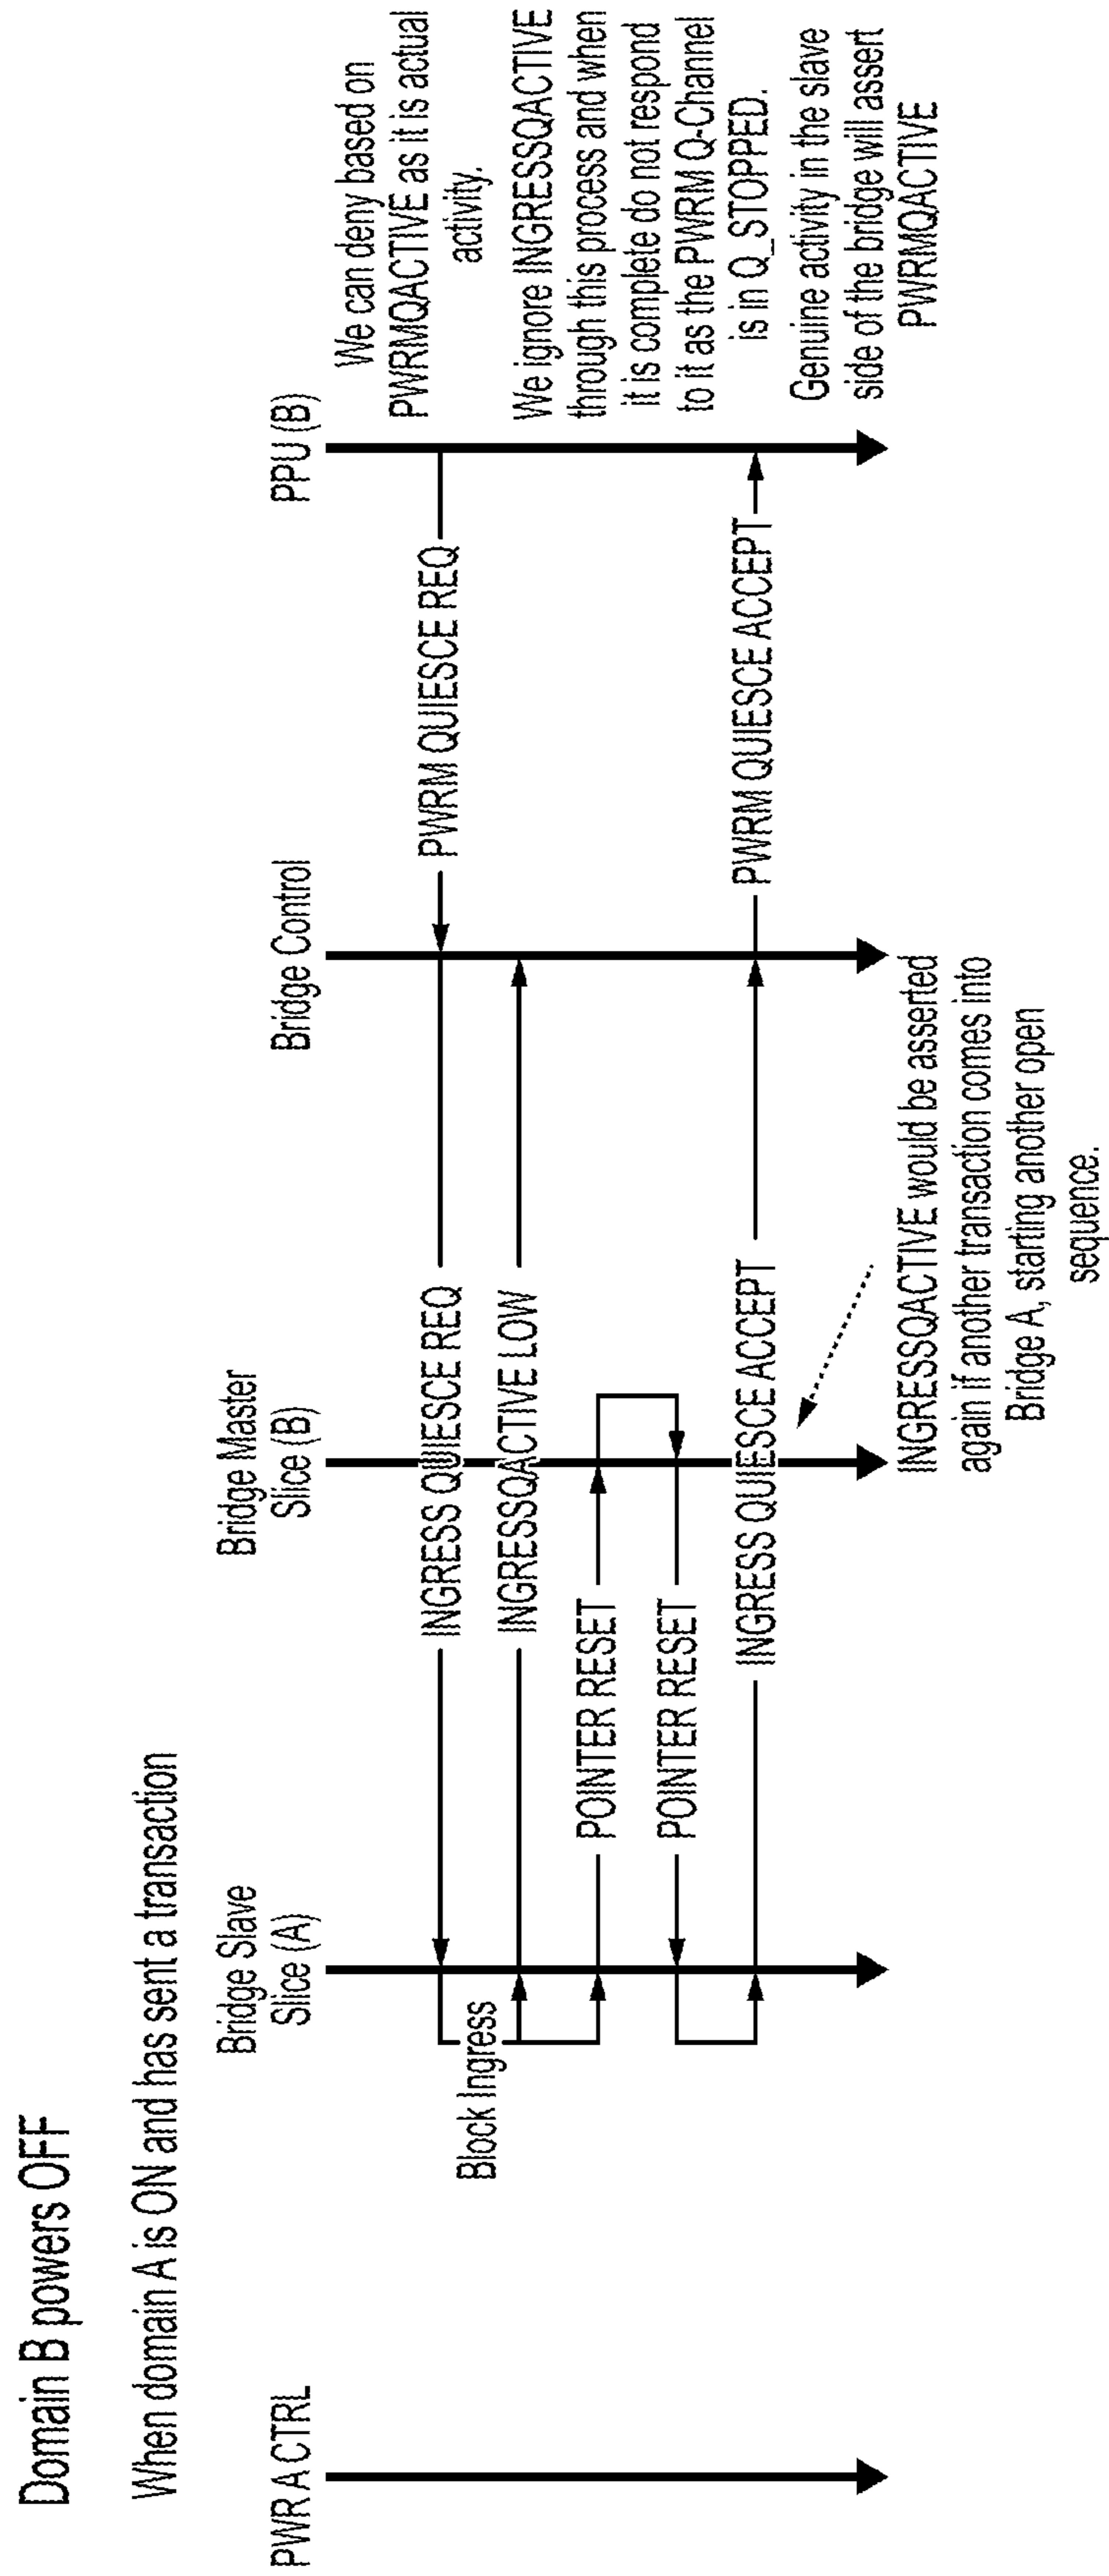 Domain B powers OFF
When domain A is ON and has sent a transaction
PWR A CTRL
Bridge Slave
Slice (A)
Bridge Master
Slice (B)
Bridge Control
PPU (B)
INGRESS QUIESCE REQ
PWRM QUIESCE REQ
Block Ingress
INGRESSQACTIVE LOW
POINTER RESET
POINTER RESET
INGRESS QUIESCE ACCEPT
PWRM QUIESCE ACCEPT
We can deny based on
PWRMQACTIVE as it is actual
activity.
We ignore INGRESSQACTIVE
through this process and when
it is complete do not respond
to it as the PWRM Q-Channel
is in Q_STOPPED.
Genuine activity in the slave
side of the bridge will assert
PWRMQACTIVE
INGRESSQACTIVE would be asserted
again if another transaction comes into
Bridge A, starting another open
sequence.